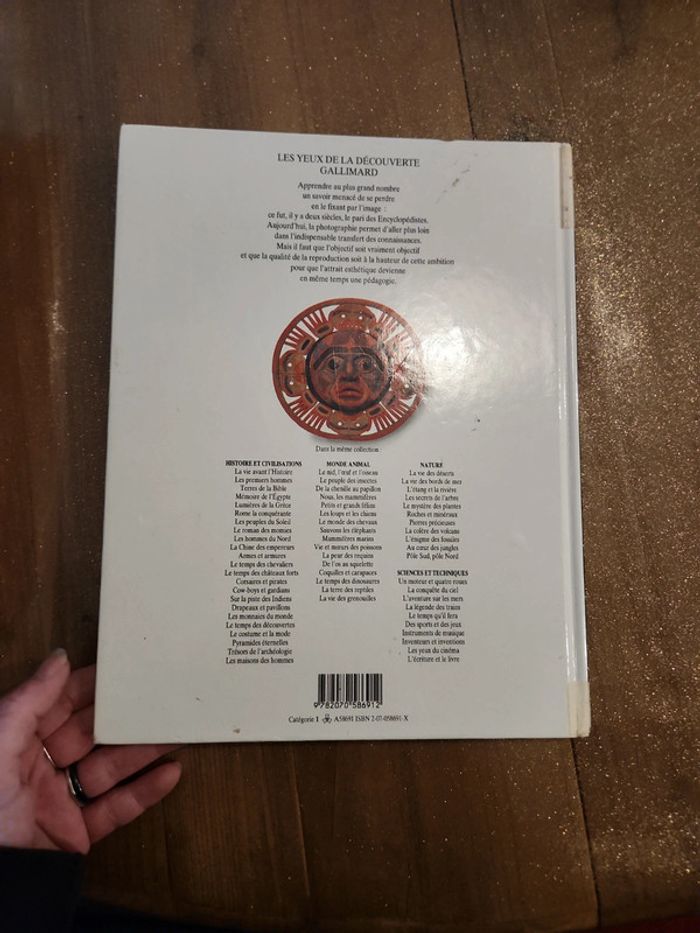 LES YEUX DE LA DÉCOUVERTE
GALLIMARD
Apprendre au plus grand nombre
un savoir menacé de se perdre
en le fixant par l'image :
ce fut, il y a deux siècles, le pari des Encyclopédistes.
Aujourd'hui, la photographie permet d'aller plus loin
dans l'indispensable transfert des connaissances.
Mais il faut que l'objectif soit vraiment objectif
et que la qualité de la reproduction soit à la hauteur de cette ambition
pour que l'attrait esthétique devienne
en même temps une pédagogie.
Dans la même collection :
HISTOIRE ET CIVILISATIONS
La vie avant l'Histoire
Les premiers hommes
Terres de la Bible
Mémoire de l'Égypte
Lumières de la Grèce
Rome la conquérante
Les peuples du Soleil
Le roman des momies
Les hommes du Nord
La Chine des empereurs
Armes et armures
Le temps des chevaliers
Le temps des châteaux forts
Corsaires et pirates
Cow-boys et gardians
Sur la piste des Indiens
Drapeaux et pavillons
Les monnaies du monde
Le temps des découvertes
Le costume et la mode
Pyramides éternelles
Trésors de l'archéologie
Les maisons des hommes
MONDE ANIMAL
Le nid, l'œuf et l'oiseau
Le peuple des insectes
De la chenille au papillon
Nous, les mammifères
Petits et grands félins
Les loups et les chiens
Le monde des chevaux
Sauvons les éléphants
Mammifères marins
Vie et mœurs des poissons
La peur des requins
De l'os au squelette
Coquilles et carapaces
Le temps des dinosaures
La terre des reptiles
La vie des grenouilles
NATURE
La vie des déserts
La vie des bords de mer
L'étang et la rivière
Les secrets de l'arbre
Le mystère des plantes
Roches et minéraux
Pierres précieuses
La colère des volcans
L'énigme des fossiles
Au cœur des jungles
Pôle Sud, pôle Nord
SCIENCES ET TECHNIQUES
Un moteur et quatre roues
La conquête du ciel
L'aventure sur les mers
La légende des trains
Le temps qu'il fera
Des sports et des jeux
Instruments de musique
Inventeurs et inventions
Les yeux du cinéma
L'écriture et le livre
9 782070 586912
Catégorie 1 A58691 ISBN 2-07-058691-X